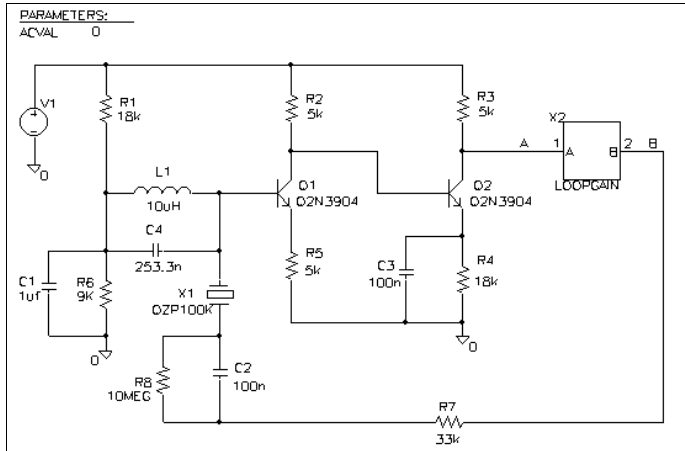 PARAMETERS:
ACVAL 0
V1
R1
18k
R2
5k
R3
5k
X2
A
1
A
B
2
B
LOOPGAIN
0
L1
10uH
Q1
Q2N3904
Q2
Q2N3904
C4
253.3n
C1
1uf
R6
9K
X1
QZP100K
R5
5k
C3
100n
R4
18k
0
0
R8
10MEG
C2
100n
R7
33k